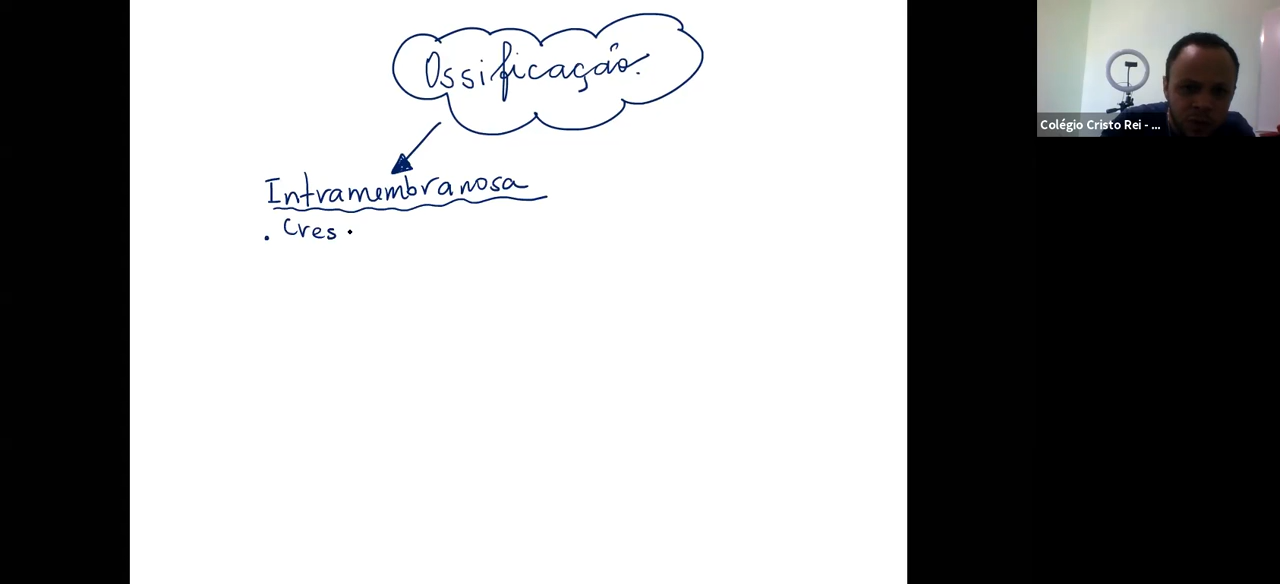 Ossificação.
Intramembranosa
. Cres
Colégio Cristo Rei - ...